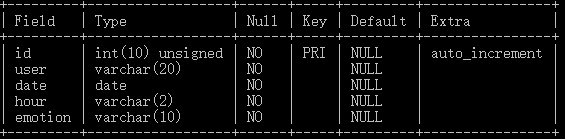 Field | Type | Null | Key | Default | Extra
id | int(10) unsigned | NO | PRI | NULL | auto_increment
user | varchar(20) | NO | | NULL |
date | date | NO | | NULL |
hour | varchar(2) | NO | | NULL |
emotion | varchar(10) | NO | | NULL |